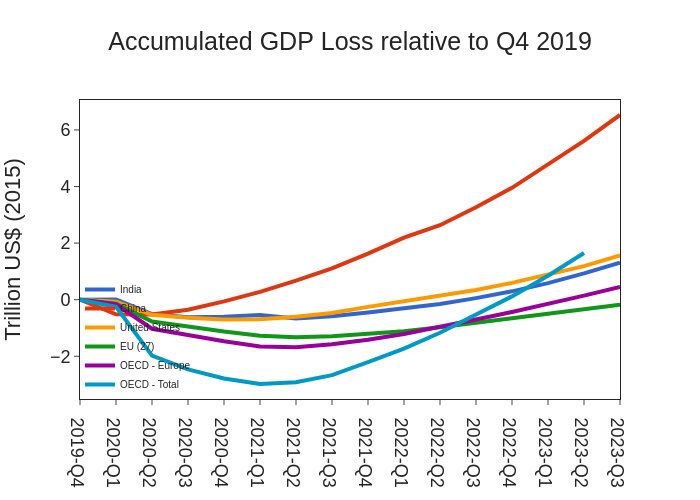 Accumulated GDP Loss relative to Q4 2019
Trillion US$ (2015)
6
4
2
0
−2
India
China
United States
EU (27)
OECD - Europe
OECD - Total
2019-Q4
2020-Q1
2020-Q2
2020-Q3
2020-Q4
2021-Q1
2021-Q2
2021-Q3
2021-Q4
2022-Q1
2022-Q2
2022-Q3
2022-Q4
2023-Q1
2023-Q2
2023-Q3